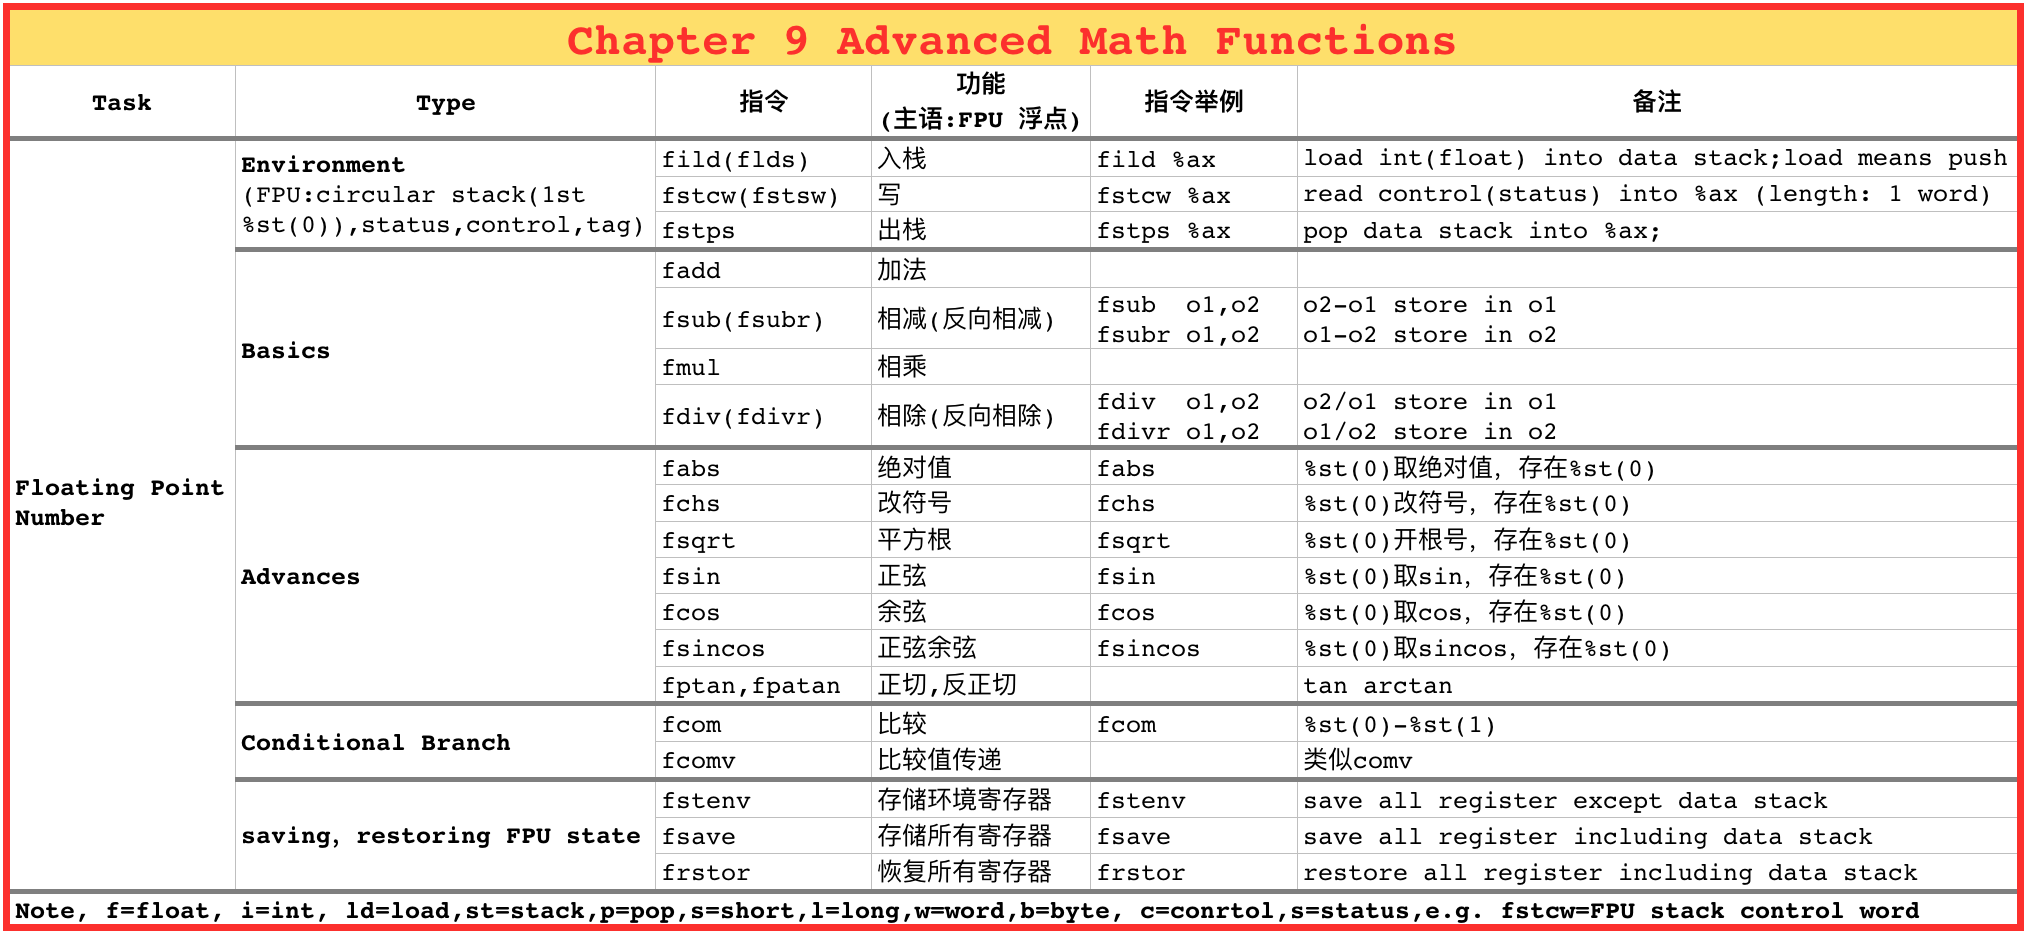 Chapter 9 Advanced Math Functions
Task Type 指令 功能 指令举例 备注
(主语:FPU 浮点)
Floating Point
Number
Environment
(FPU:circular stack(1st
%st(0)),status,control,tag)
fild(flds) 入栈 fild %ax load int(float) into data stack;load means push
fstcw(fstsw) 写 fstcw %ax read control(status) into %ax (length: 1 word)
fstps 出栈 fstps %ax pop data stack into %ax;
Basics
fadd 加法
fsub(fsubr) 相减(反向相减) fsub o1,o2 o2-o1 store in o1
fsubr o1,o2 o1-o2 store in o2
fmul 相乘
fdiv(fdivr) 相除(反向相除) fdiv o1,o2 o2/o1 store in o1
fdivr o1,o2 o1/o2 store in o2
Advances
fabs 绝对值 fabs %st(0)取绝对值，存在%st(0)
fchs 改符号 fchs %st(0)改符号，存在%st(0)
fsqrt 平方根 fsqrt %st(0)开根号，存在%st(0)
fsin 正弦 fsin %st(0)取sin，存在%st(0)
fcos 余弦 fcos %st(0)取cos，存在%st(0)
fsincos 正弦余弦 fsincos %st(0)取sincos，存在%st(0)
fptan,fpatan 正切,反正切 tan arctan
Conditional Branch
fcom 比较 fcom %st(0)-%st(1)
fcomv 比较值传递 类似comv
saving, restoring FPU state
fstenv 存储环境寄存器 fstenv save all register except data stack
fsave 存储所有寄存器 fsave save all register including data stack
frstor 恢复所有寄存器 frstor restore all register including data stack
Note, f=float, i=int, ld=load,st=stack,p=pop,s=short,l=long,w=word,b=byte, c=conrtol,s=status,e.g. fstcw=FPU stack control word